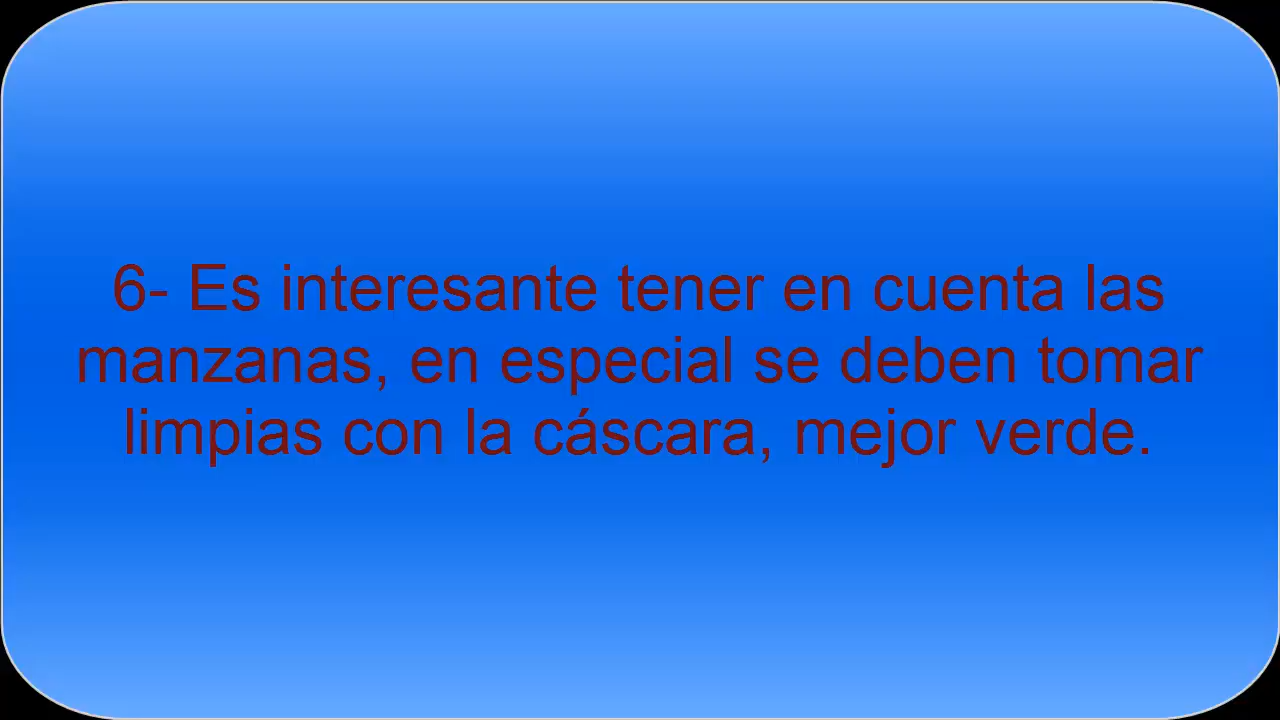 6- Es interesante tener en cuenta las
manzanas, en especial se deben tomar
limpias con la cáscara, mejor verde.